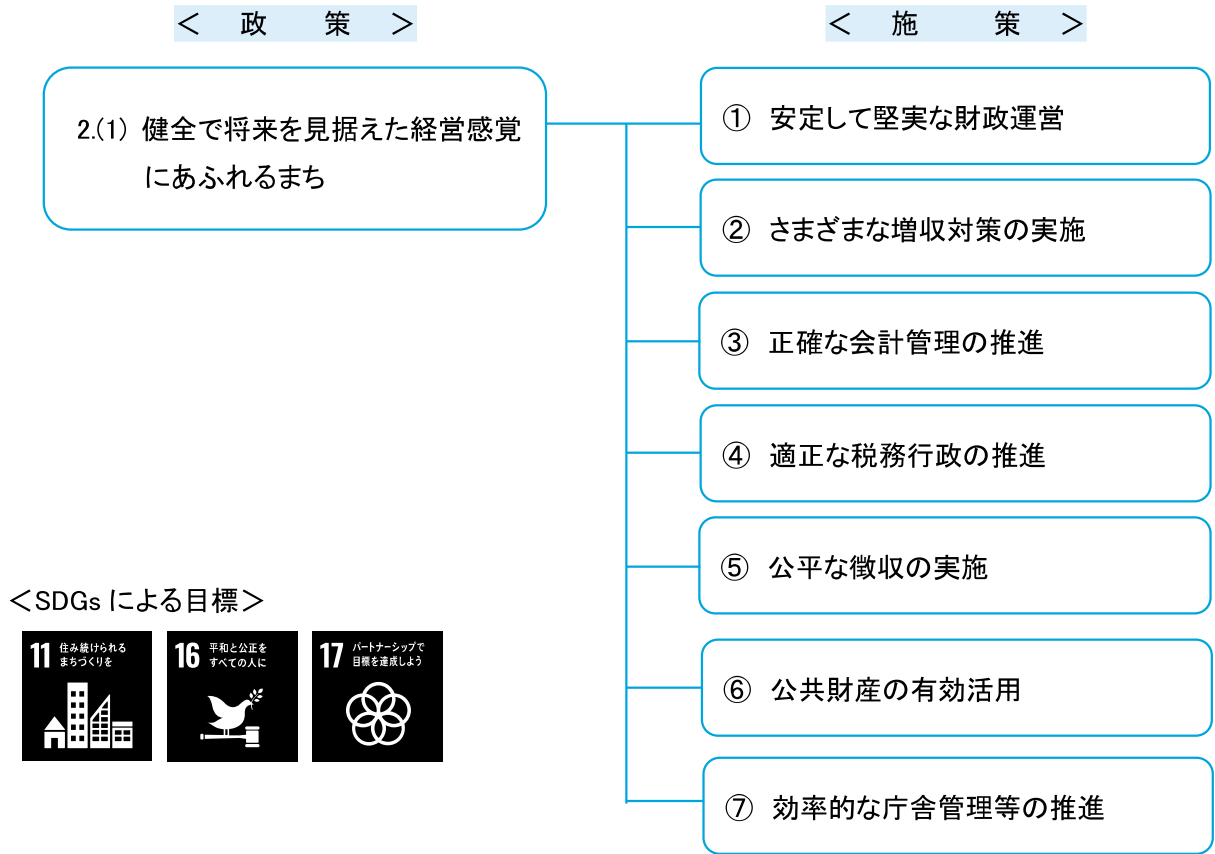 ＜　政　策　＞
＜　施　策　＞
2.(1) 健全で将来を見据えた経営感覚
にあふれるまち
① 安定して堅実な財政運営
② さまざまな増収対策の実施
③ 正確な会計管理の推進
④ 適正な税務行政の推進
⑤ 公平な徴収の実施
⑥ 公共財産の有効活用
⑦ 効率的な庁舎管理等の推進
＜SDGs による目標＞
11 住み続けられる
まちづくりを
16 平和と公正を
すべての人に
17 パートナーシップで
目標を達成しよう